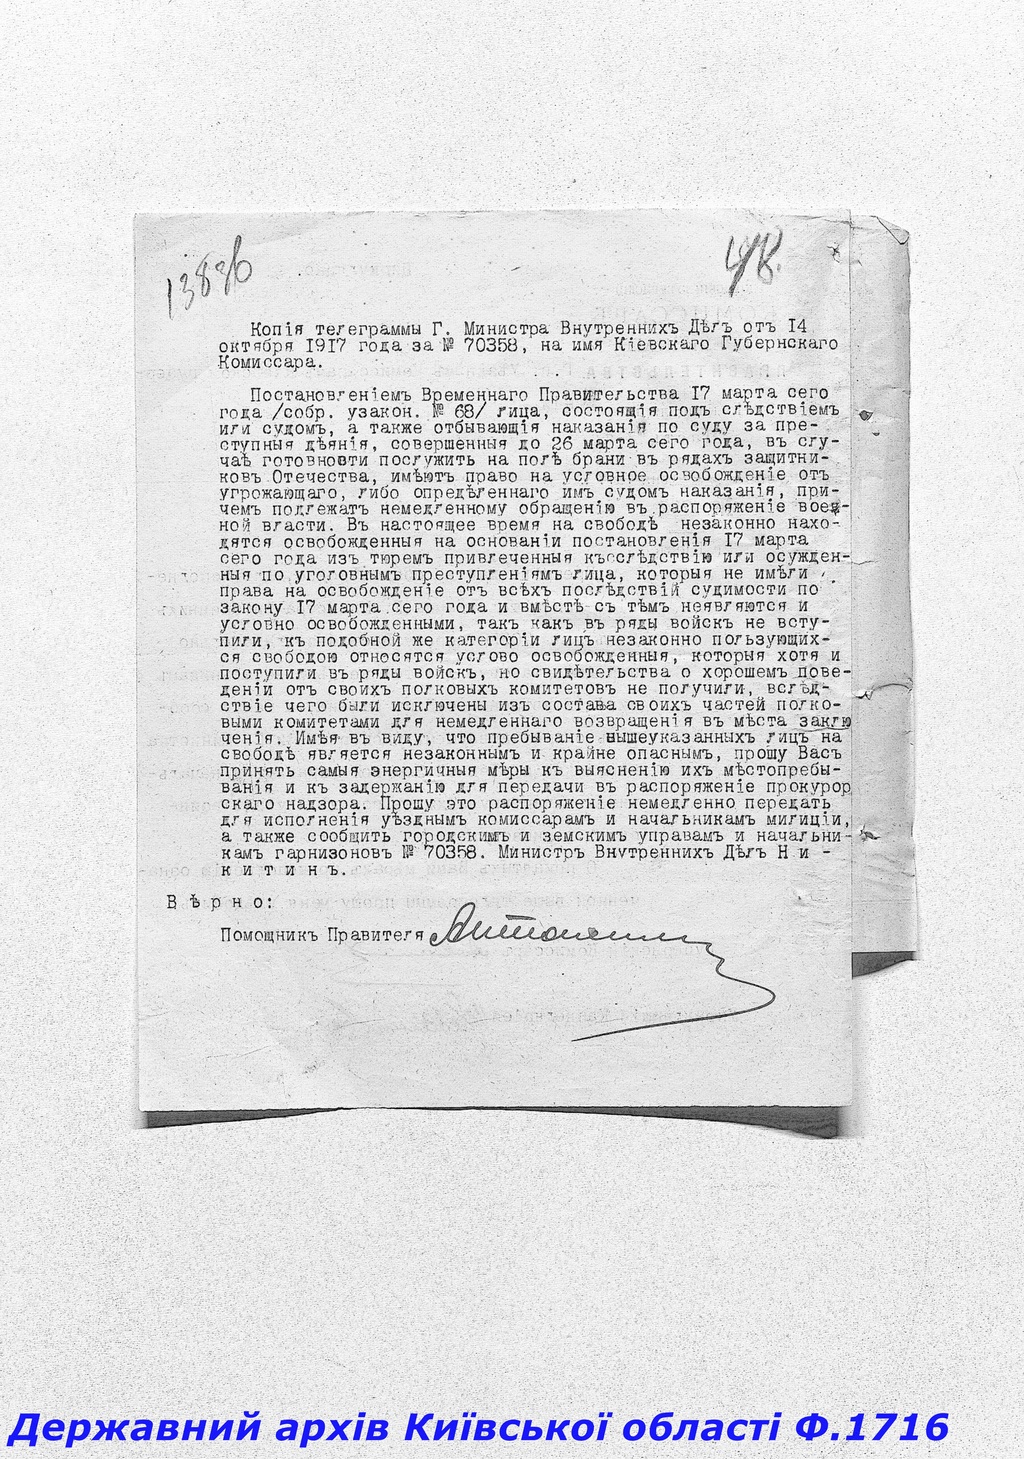 13836
48.
Копія телеграммы Г. Министра Внутреннихъ Дѣлъ отъ 14
октября 1917 года за № 70358, на имя Кіевскаго Губернскаго
Комиссара.
Постановленіемъ Временнаго Правительства 17 марта сего
года /собр. узакон. № 68/ лица, состоящія подъ слѣдствіемъ
или судомъ, а также отбывающія наказанія по суду за пре-
ступныя дѣянія, совершенныя до 26 марта сего года, въ слу-
чаѣ готовности послужить на полѣ брани въ рядахъ защитни-
ковъ Отечества, имѣютъ право на условное освобожденіе отъ
угрожающаго, либо опредѣленнаго имъ судомъ наказанія, при-
чемъ подлежатъ немедленному обращенію въ распоряженіе воен-
ной власти. Въ настоящее время на свободѣ незаконно нахо-
дятся освобожденныя на основаніи постановленія 17 марта
сего года изъ тюремъ привлеченныя къ слѣдствію или осужден-
ныя по уголовнымъ преступленіямъ лица, которыя не имѣли
права на освобожденіе отъ всѣхъ послѣдствій судимости по
закону 17 марта сего года и вмѣстѣ съ тѣмъ неявляются и
условно освобожденными, такъ какъ въ ряды войскъ не всту-
пили, къ подобной же категоріи лицъ незаконно пользующих-
ся свободою относятся услово освобожденныя, которыя хотя и
поступили въ ряды войскъ, но свидѣтельства о хорошемъ пове-
деніи отъ своихъ полковыхъ комитетовъ не получили, вслѣд-
ствіе чего были исключены изъ состава своихъ частей полко-
выми комитетами для немедленнаго возвращенія въ мѣста заклю
ченія. Имѣя въ виду, что пребываніе вышеуказанныхъ лицъ на
свободѣ является незаконнымъ и крайне опаснымъ, прошу Васъ
принять самыя энергичныя мѣры къ выясненію ихъ мѣстопребы-
ванія и къ задержанію для передачи въ распоряженіе прокурор
скаго надзора. Прошу это распоряженіе немедленно передать
для исполненія уѣзднымъ комиссарамъ и начальникамъ милиціи,
а также сообщить городскимъ и земскимъ управамъ и начальни-
камъ гарнизоновъ № 70358. Министръ Внутреннихъ Дѣлъ Н и -
к и т и н ъ.
В ѣ р н о:
Помощникъ Правителя
Державний архів Київської області Ф.1716